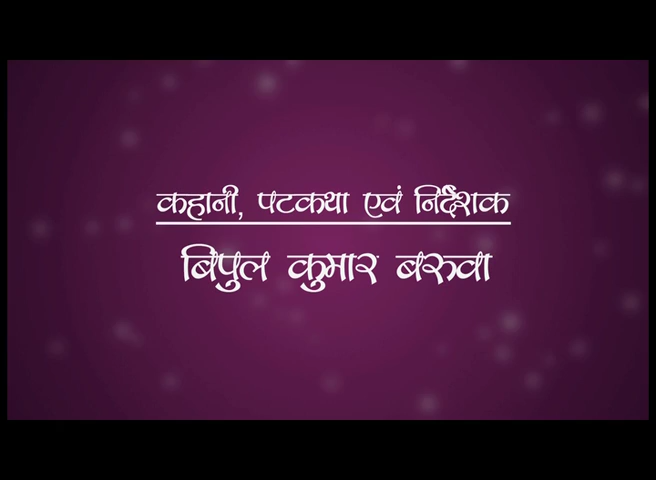 कहानी, पटकथा एवं निर्देशक
बिपुल कुमार बरुवा